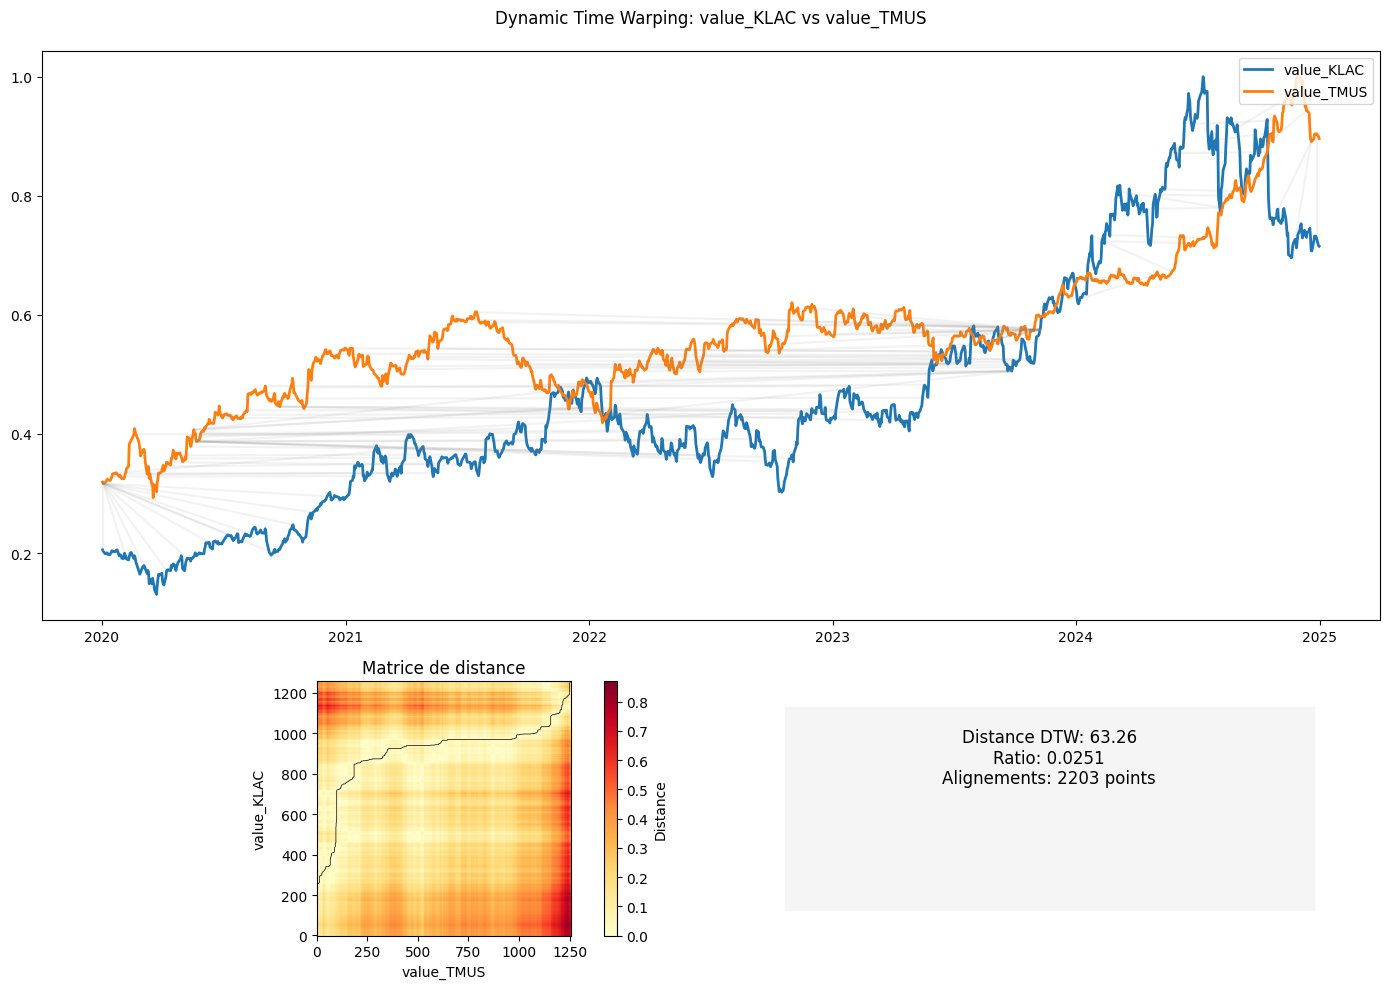 Dynamic Time Warping: value_KLAC vs value_TMUS
value_KLAC
value_TMUS
1.0
0.8
0.6
0.4
0.2
2020 2021 2022 2023 2024 2025
Matrice de distance
value_KLAC
1200
1000
800
600
400
200
0
0 250 500 750 1000 1250
value_TMUS
0.8
0.7
0.6
0.5
0.4
0.3
0.2
0.1
0.0
Distance
Distance DTW: 63.26
Ratio: 0.0251
Alignements: 2203 points